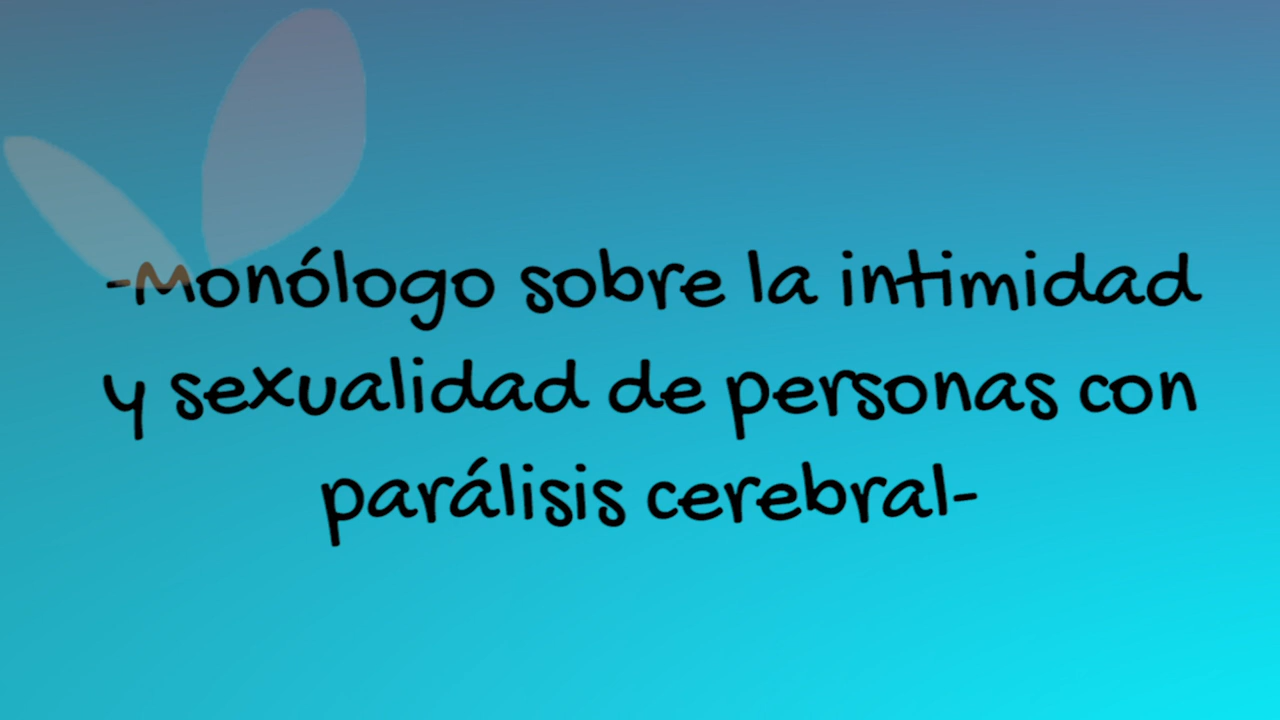 -Monólogo sobre la intimidad
y sexualidad de personas con
parálisis cerebral-